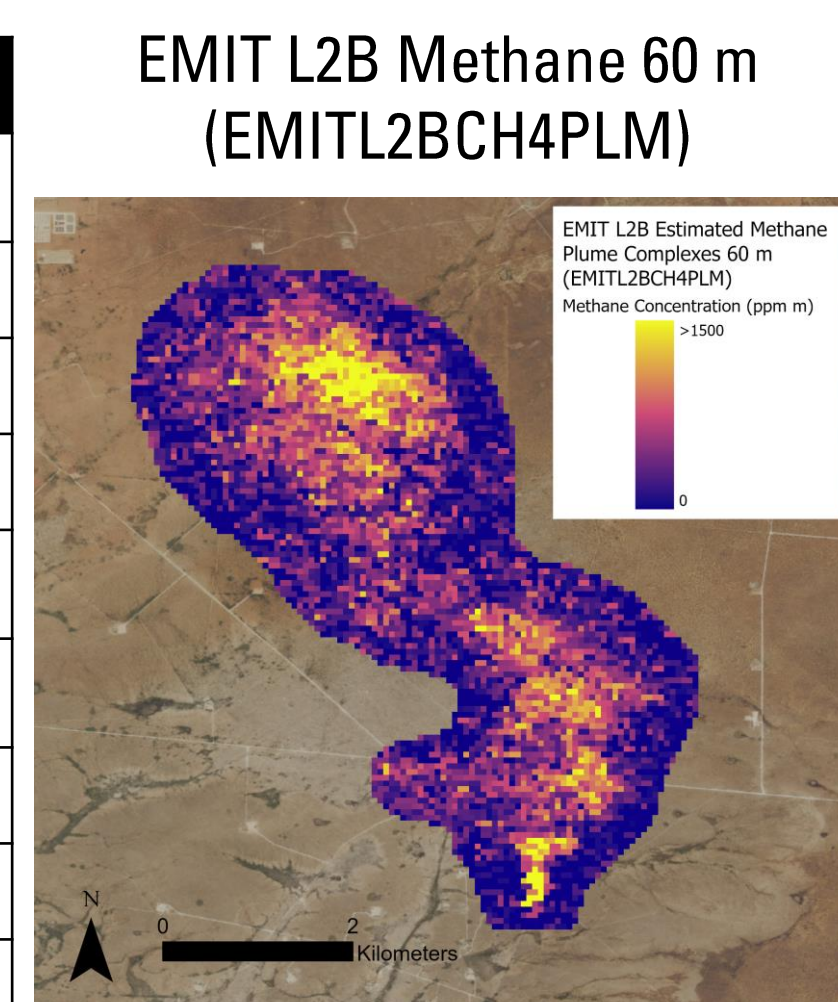 EMIT L2B Methane 60 m
(EMITL2BCH4PLM)
EMIT L2B Estimated Methane
Plume Complexes 60 m
(EMITL2BCH4PLM)
Methane Concentration (ppm m)
>1500
0
N
0 2
Kilometers